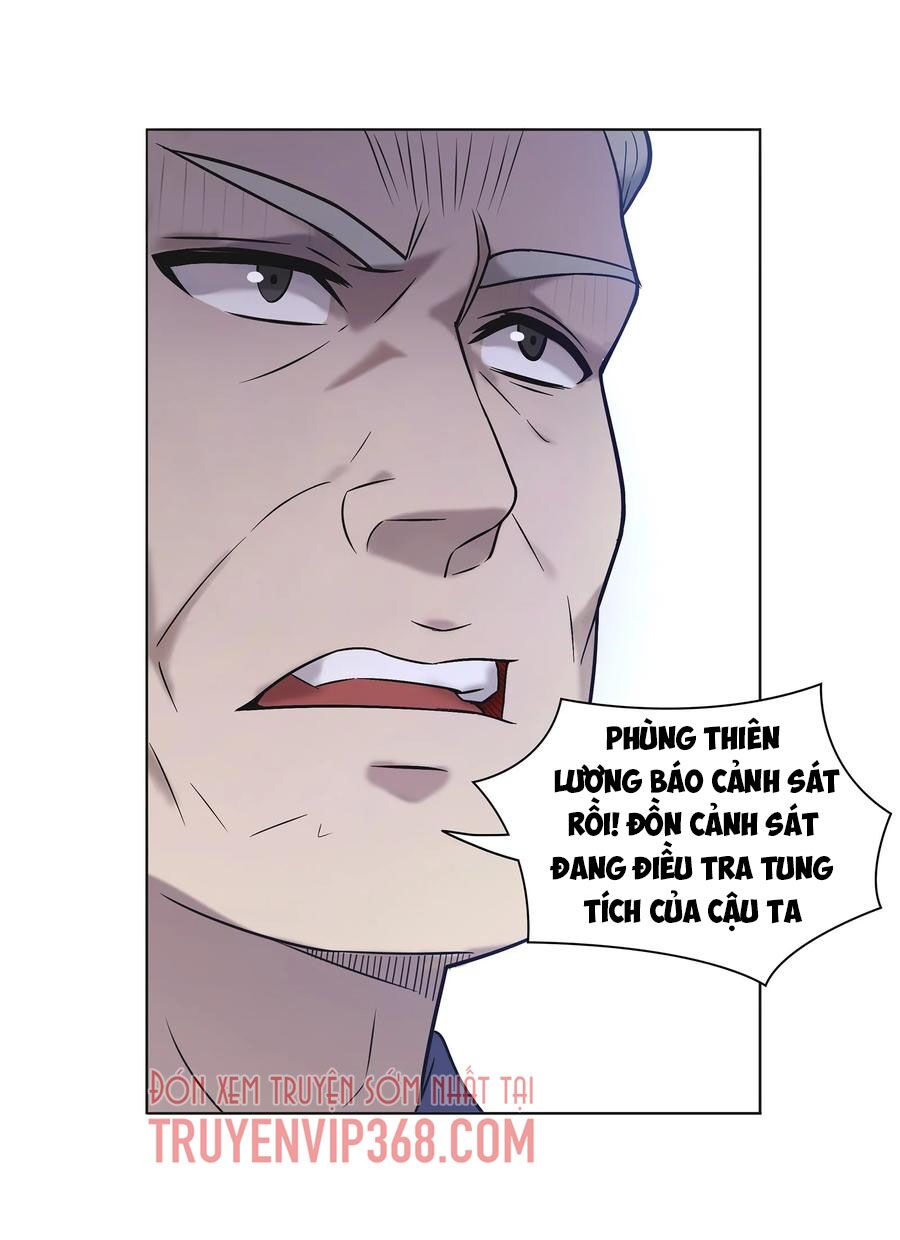 PHÙNG THIÊN
LƯƠNG BÁO CẢNH SÁT
RỒI! ĐỒN CẢNH SÁT
ĐANG ĐIỀU TRA TUNG
TÍCH CỦA CẬU TA
ĐÓN XEM TRUYỆN SỚM NHẤT TẠI
TRUYENVIP368.COM